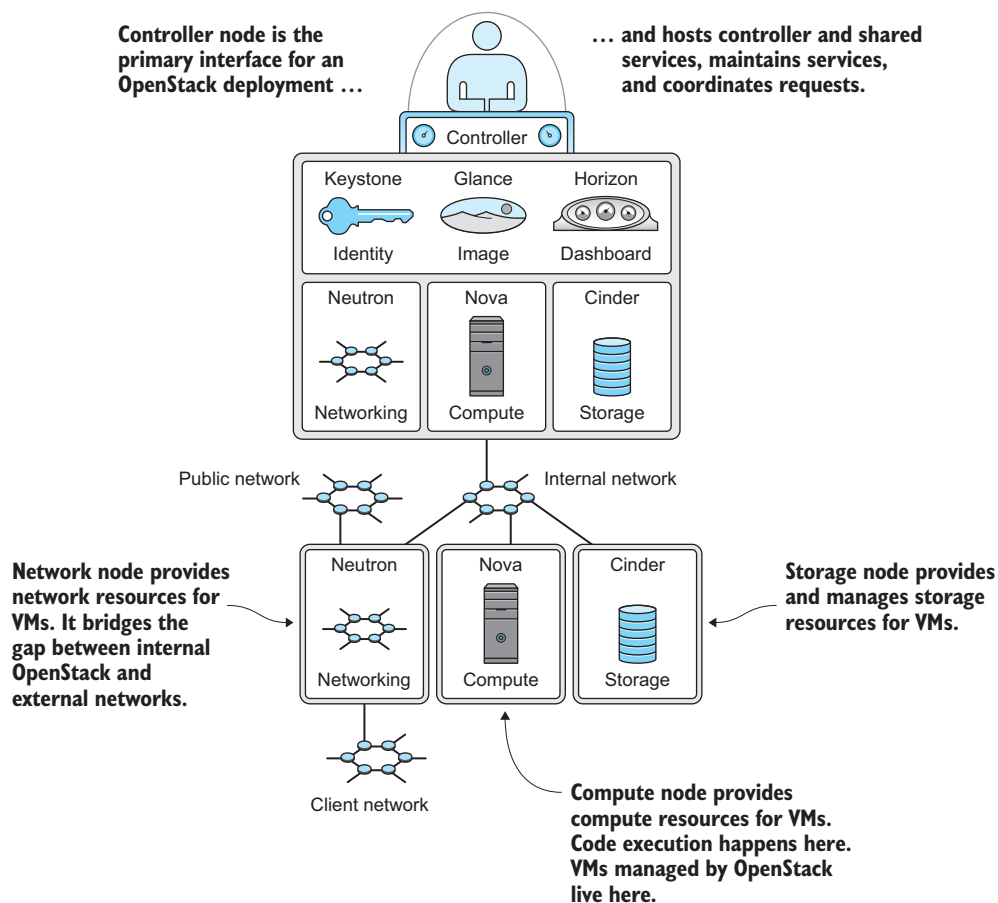 Controller node is the
primary interface for an
OpenStack deployment …
… and hosts controller and shared
services, maintains services,
and coordinates requests.
Controller
Keystone
Glance
Horizon
Identity
Image
Dashboard
Neutron
Nova
Cinder
Networking
Compute
Storage
Public network
Internal network
Neutron
Nova
Cinder
Networking
Compute
Storage
Network node provides
network resources for
VMs. It bridges the
gap between internal
OpenStack and
external networks.
Storage node provides
and manages storage
resources for VMs.
Client network
Compute node provides
compute resources for VMs.
Code execution happens here.
VMs managed by OpenStack
live here.